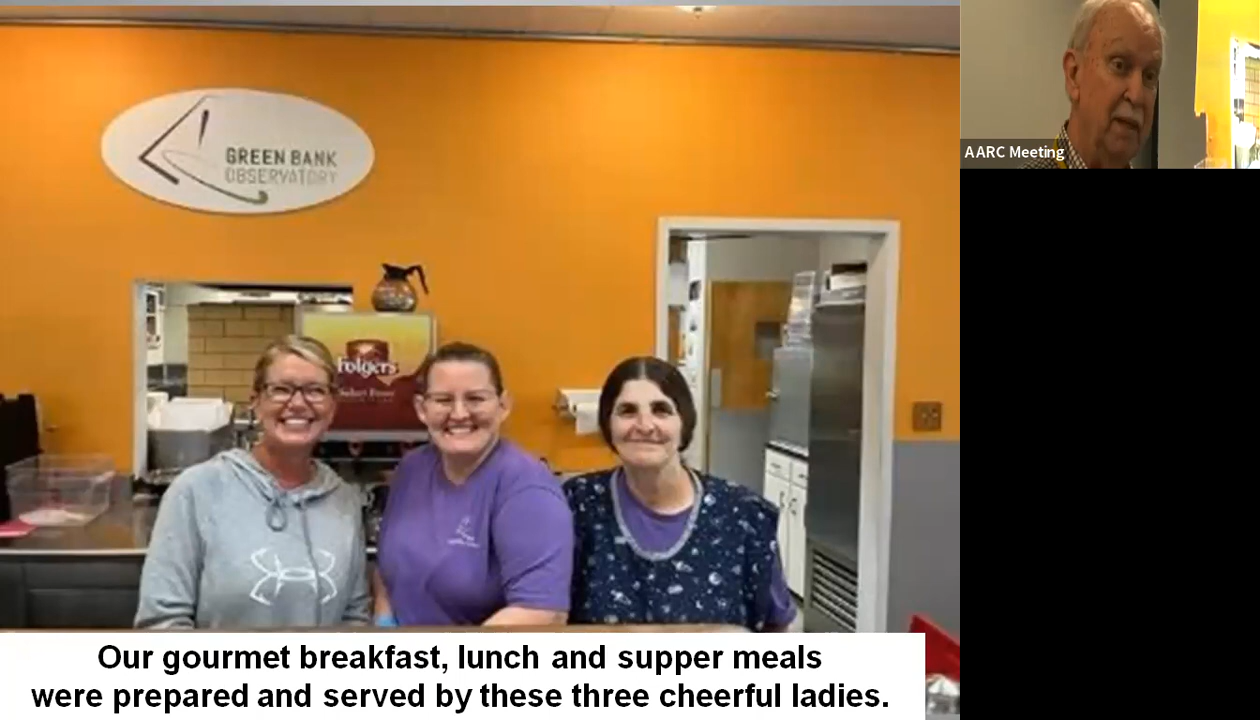 GREEN BANK
OBSERVATORY
AARC Meeting
Folgers
Our gourmet breakfast, lunch and supper meals
were prepared and served by these three cheerful ladies.